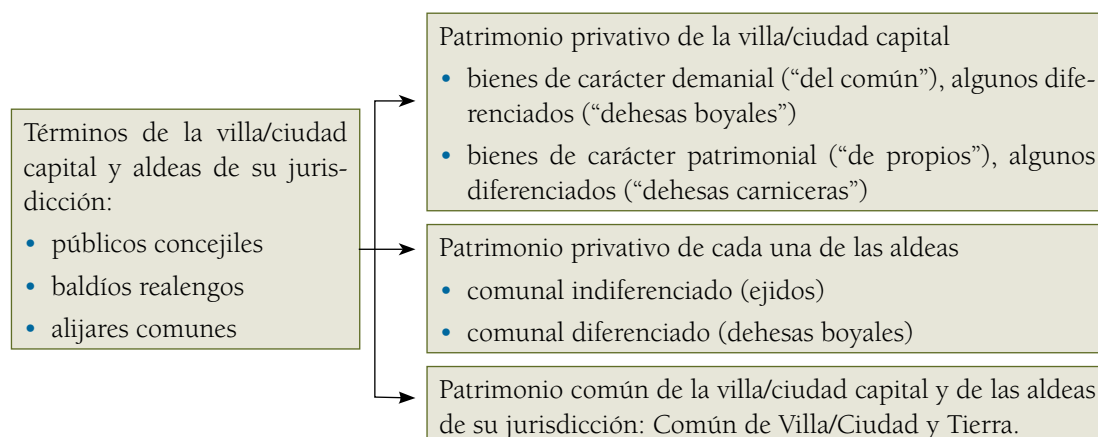 Términos de la villa/ciudad
capital y aldeas de su juris-
dicción:
• públicos concejiles
• baldíos realengos
• alijares comunes
Patrimonio privativo de la villa/ciudad capital
• bienes de carácter demanial (“del común”), algunos dife-
renciados (“dehesas boyales”)
• bienes de carácter patrimonial (“de propios”), algunos
diferenciados (“dehesas carniceras”)
Patrimonio privativo de cada una de las aldeas
• comunal indiferenciado (ejidos)
• comunal diferenciado (dehesas boyales)
Patrimonio común de la villa/ciudad capital y de las aldeas
de su jurisdicción: Común de Villa/Ciudad y Tierra.